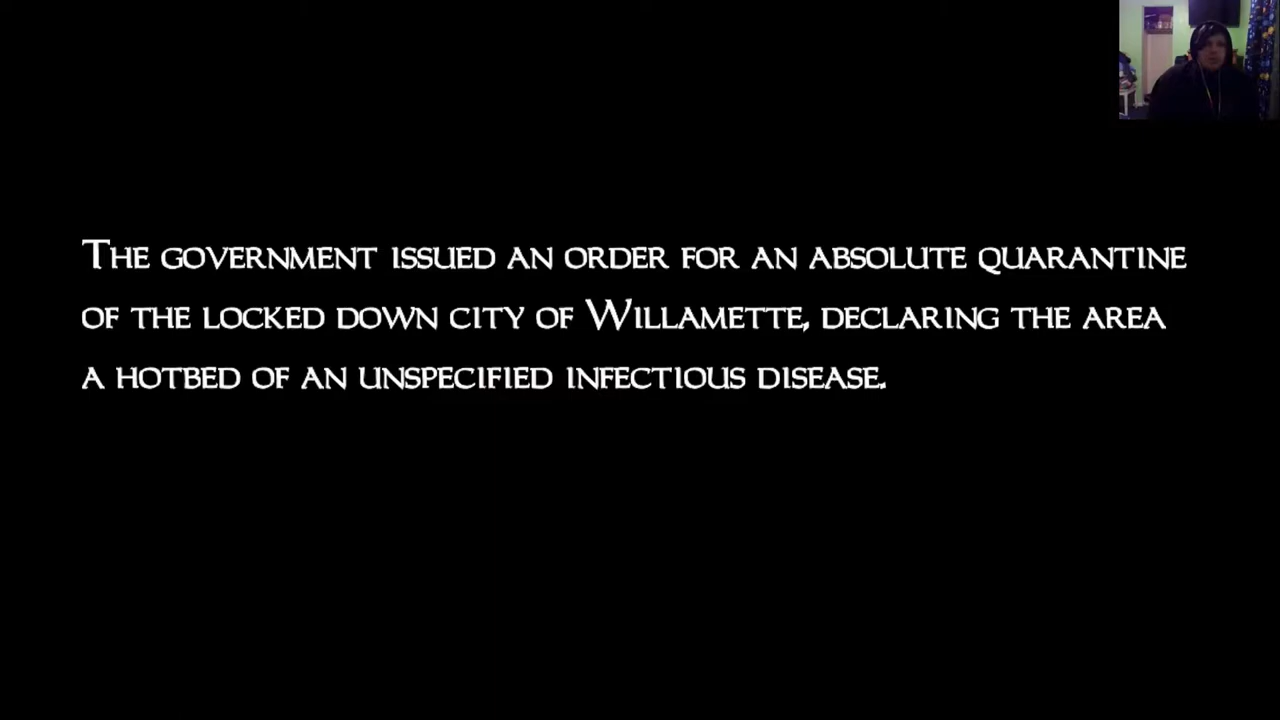 The government issued an order for an absolute quarantine
of the locked down city of Willamette, declaring the area
a hotbed of an unspecified infectious disease.